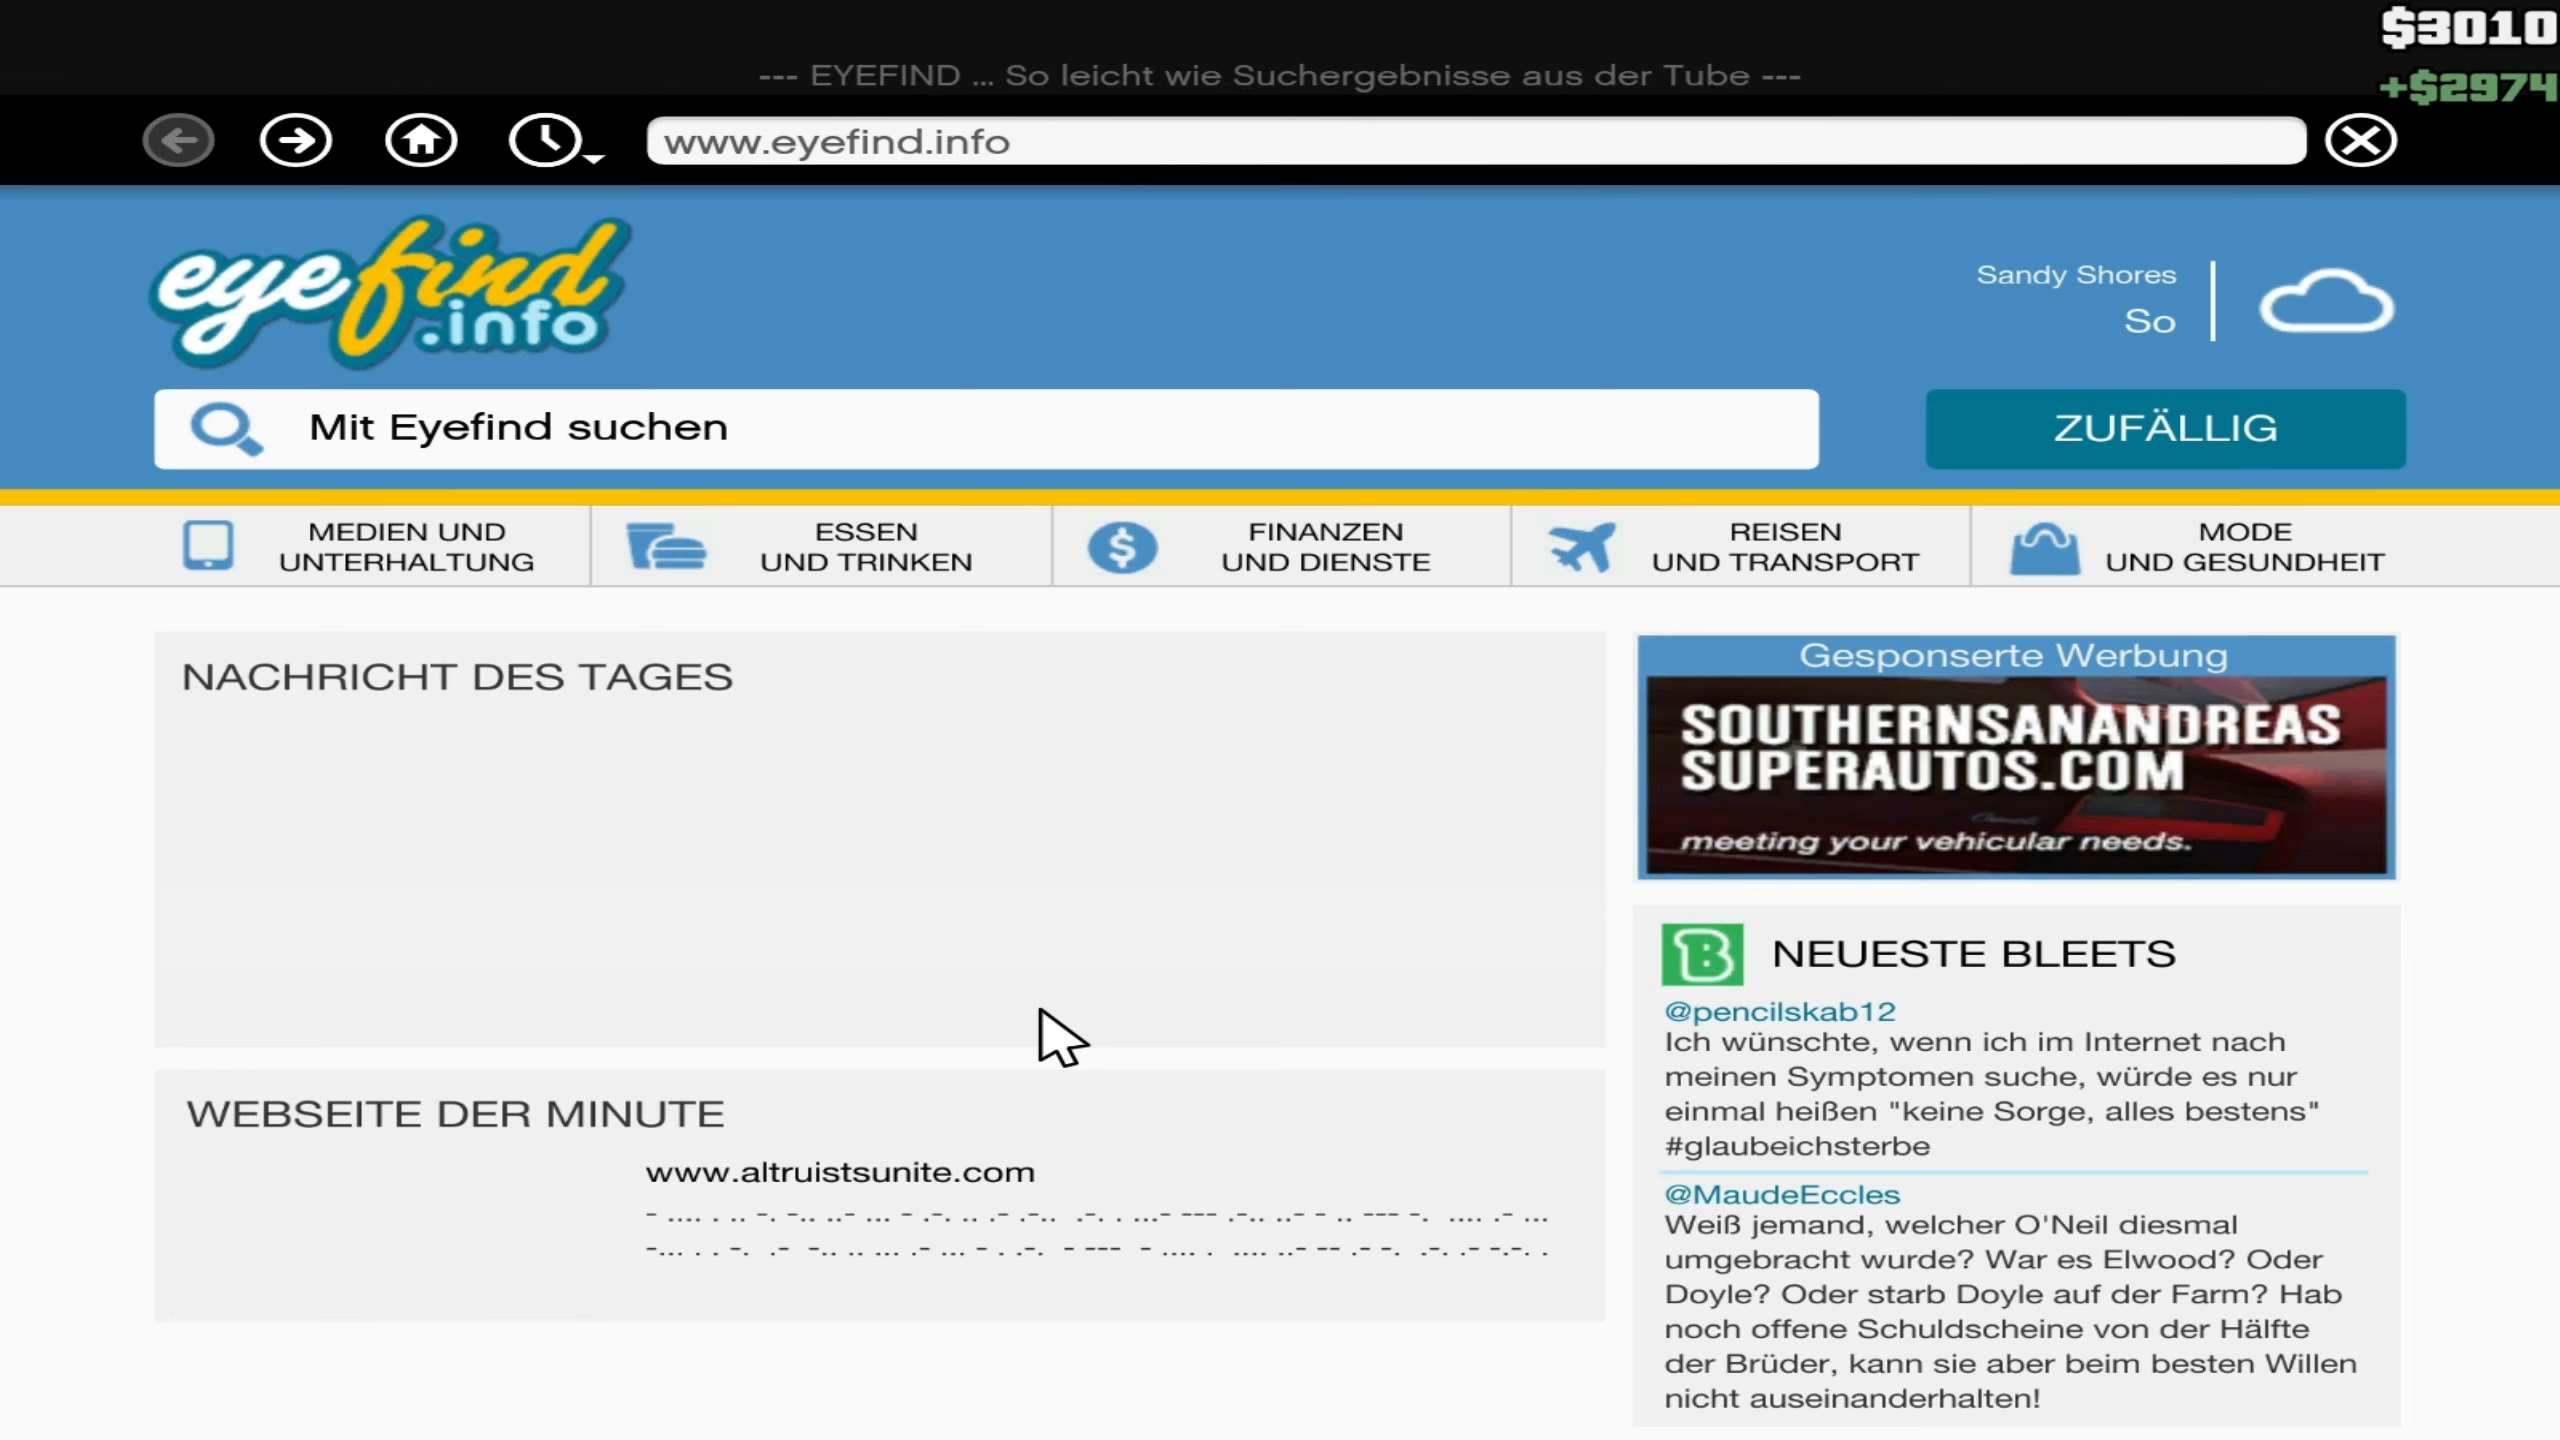 $3010
--- EYEFIND ... So leicht wie Suchergebnisse aus der Tube ---
+$2974
www.eyefind.info
eyefind
.info
Sandy Shores
So
Mit Eyefind suchen
ZUFÄLLIG
MEDIEN UND
UNTERHALTUNG
ESSEN
UND TRINKEN
FINANZEN
UND DIENSTE
REISEN
UND TRANSPORT
MODE
UND GESUNDHEIT
NACHRICHT DES TAGES
WEBSEITE DER MINUTE
www.altruistsunite.com
- .... . .. -. -.. ..- ... - .-. .. .- .-..  .-. . ...- --- .-.. ..- - .. --- -.  .... .- ...
-... . . -.  .- -.. .. ... .- ... - . .-.  - ---  - .... .  .... ..- -- .- -.  .-. .- -.-. .
Gesponserte Werbung
SOUTHERNSANANDREAS
SUPERAUTOS.COM
meeting your vehicular needs.
B NEUESTE BLEETS
@pencilskab12
Ich wünschte, wenn ich im Internet nach
meinen Symptomen suche, würde es nur
einmal heißen "keine Sorge, alles bestens"
#glaubeichsterbe
@MaudeEccles
Weiß jemand, welcher O'Neil diesmal
umgebracht wurde? War es Elwood? Oder
Doyle? Oder starb Doyle auf der Farm? Hab
noch offene Schuldscheine von der Hälfte
der Brüder, kann sie aber beim besten Willen
nicht auseinanderhalten!